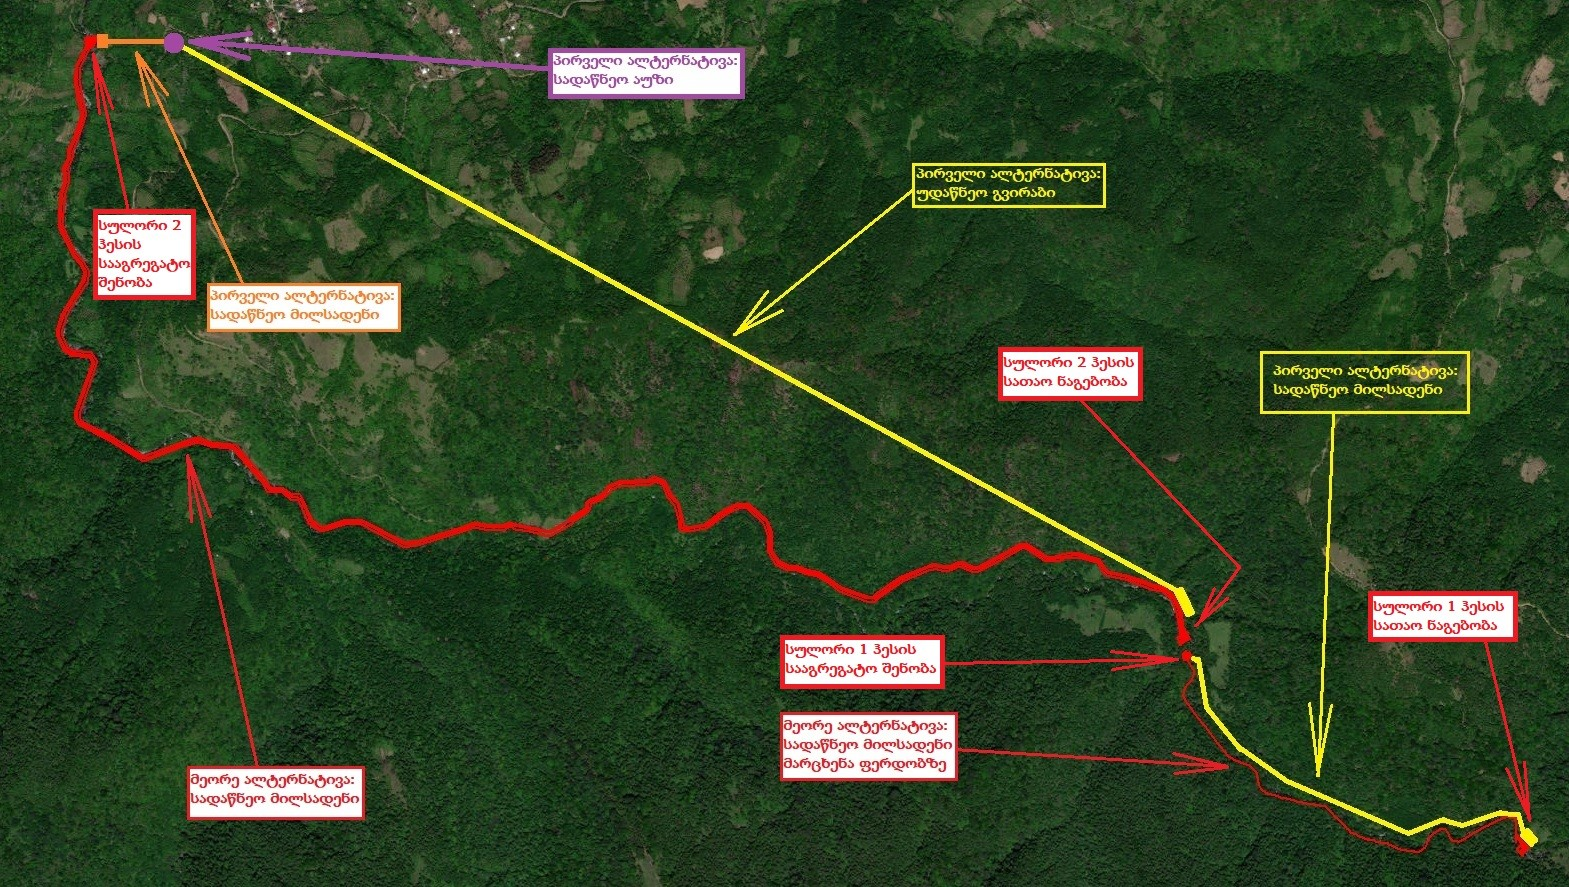 პირველი ალტერნატივა:
სადაწნეო აუზი
პირველი ალტერნატივა:
უდაწნეო გვირაბი
სულორი 2
ჰესის
სააგრეგატო
შენობა
პირველი ალტერნატივა:
სადაწნეო მილსადენი
სულორი 2 ჰესის
სათაო ნაგებობა
პირველი ალტერნატივა:
სადაწნეო მილსადენი
სულორი 1 ჰესის
სათაო ნაგებობა
სულორი 1 ჰესის
სააგრეგატო შენობა
მეორე ალტერნატივა:
სადაწნეო მილსადენი
მარცხენა ფერდობზე
მეორე ალტერნატივა:
სადაწნეო მილსადენი